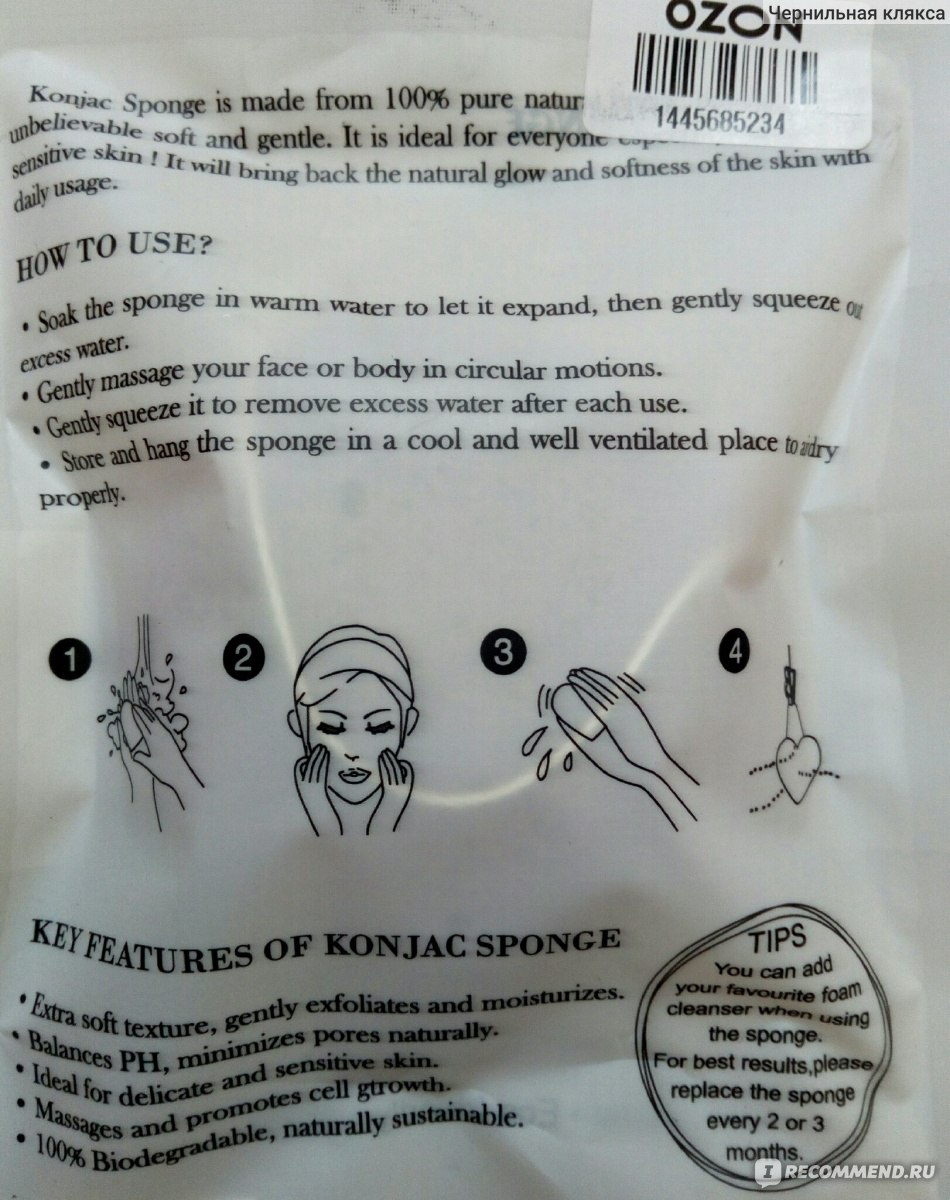 Чернильная клякса
OZON
1445685234
Konjac Sponge is made from 100% pure natur
unbelievable soft and gentle. It is ideal for everyone
sensitive skin ! It will bring back the natural glow and softness of the skin with
daily usage.
HOW TO USE?
• Soak the sponge in warm water to let it expand, then gently squeeze out
excess water.
• Gently massage your face or body in circular motions.
• Gently squeeze it to remove excess water after each use.
• Store and hang the sponge in a cool and well ventilated place to
properly.
1
2
3
4
KEY FEATURES OF KONJAC SPONGE
• Extra soft texture, gently exfoliates and moisturizes.
• Balances PH, minimizes pores naturally.
• Ideal for delicate and sensitive skin.
• Massages and promotes cell gtrowth.
• 100% Biodegradable, naturally sustainable.
TIPS
You can add
your favourite foam
cleanser when using
the sponge.
For best results,please
replace the sponge
every 2 or 3
months.
I RECOMMEND.RU